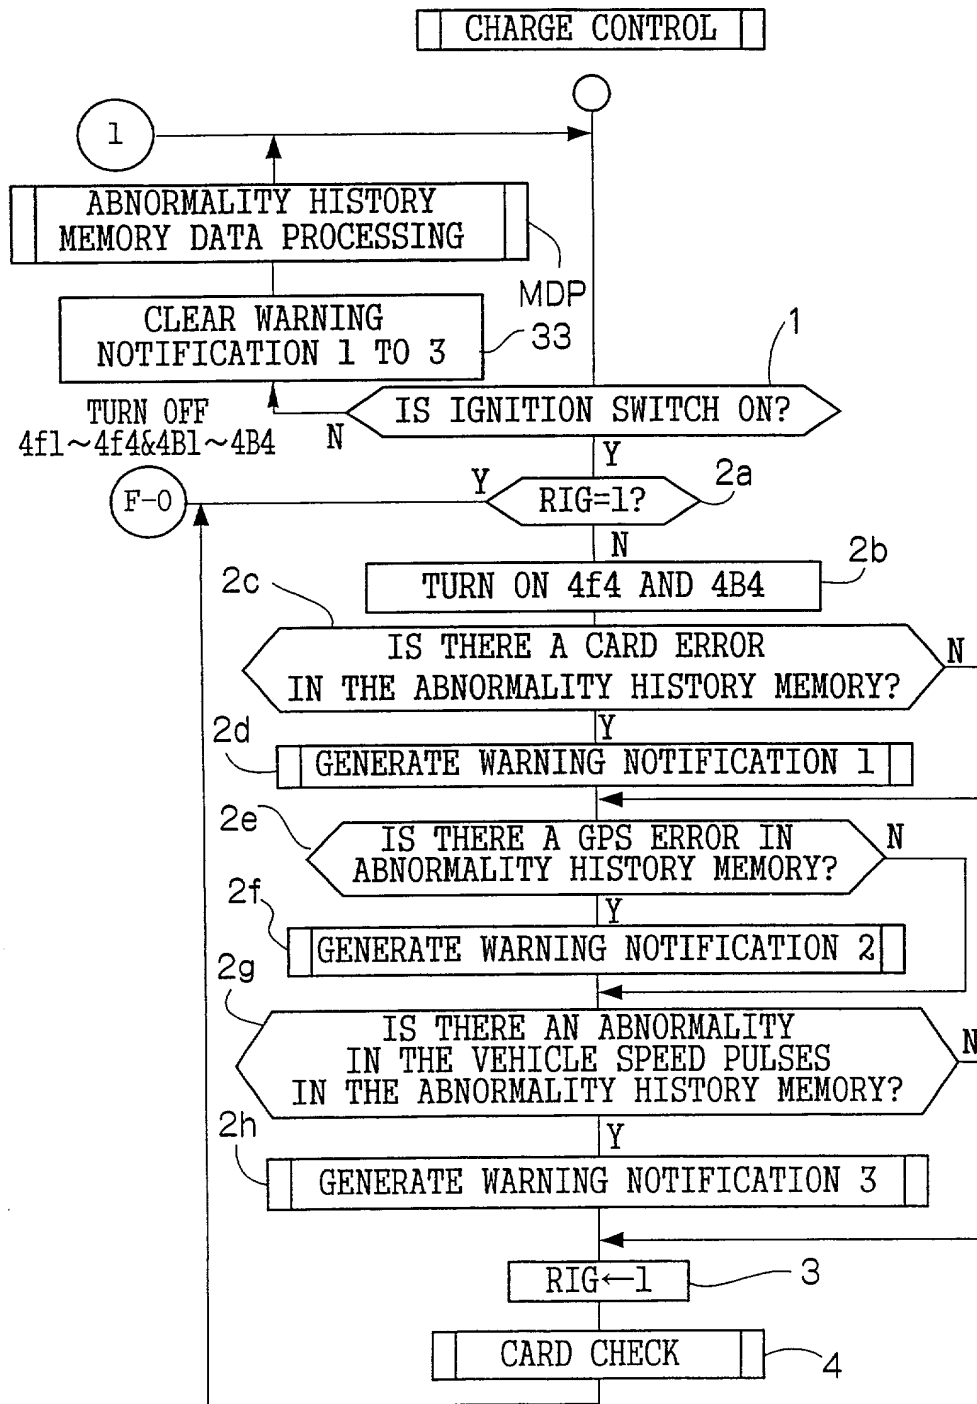 CHARGE CONTROL
1
ABNORMALITY HISTORY
MEMORY DATA PROCESSING
MDP
CLEAR WARNING
NOTIFICATION 1 TO 3
33
1
TURN OFF
4f1~4f4&4B1~4B4
N
IS IGNITION SWITCH ON?
Y
F-0
Y
RIG=1?
2a
N
2b
TURN ON 4f4 AND 4B4
2c
IS THERE A CARD ERROR
IN THE ABNORMALITY HISTORY MEMORY?
N
Y
2d
GENERATE WARNING NOTIFICATION 1
2e
IS THERE A GPS ERROR IN
ABNORMALITY HISTORY MEMORY?
N
Y
2f
GENERATE WARNING NOTIFICATION 2
2g
IS THERE AN ABNORMALITY
IN THE VEHICLE SPEED PULSES
IN THE ABNORMALITY HISTORY MEMORY?
N
Y
2h
GENERATE WARNING NOTIFICATION 3
RIG←1
3
CARD CHECK
4